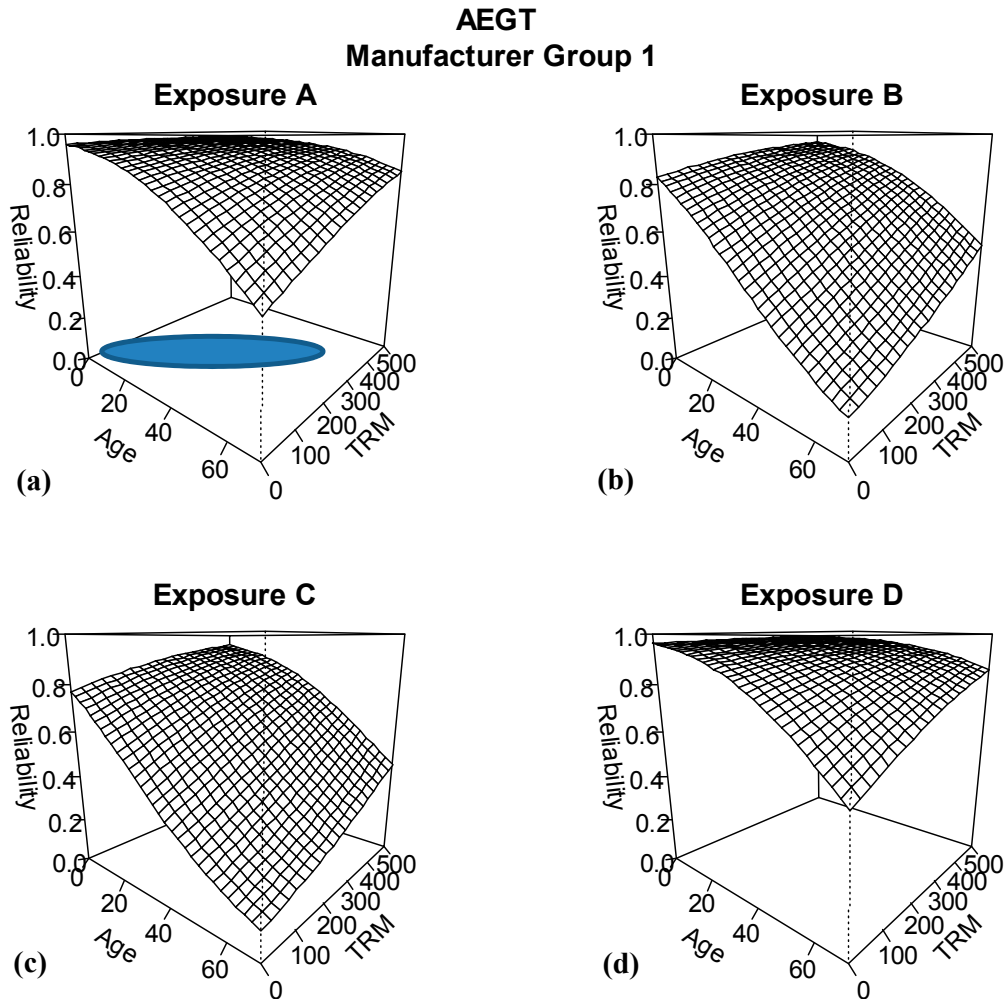 AEGT
Manufacturer Group 1
Exposure A
Exposure B
1.0
0.8
0.6
0.4
0.2
0.0
Reliability
0
20
40
60
Age
0
100
200
300
400
500
TRM
(a)
1.0
0.8
0.6
0.4
0.2
0.0
Reliability
0
20
40
60
Age
0
100
200
300
400
500
TRM
(b)
Exposure C
Exposure D
1.0
0.8
0.6
0.4
0.2
0.0
Reliability
0
20
40
60
Age
0
100
200
300
400
500
TRM
(c)
1.0
0.8
0.6
0.4
0.2
0.0
Reliability
0
20
40
60
Age
0
100
200
300
400
500
TRM
(d)